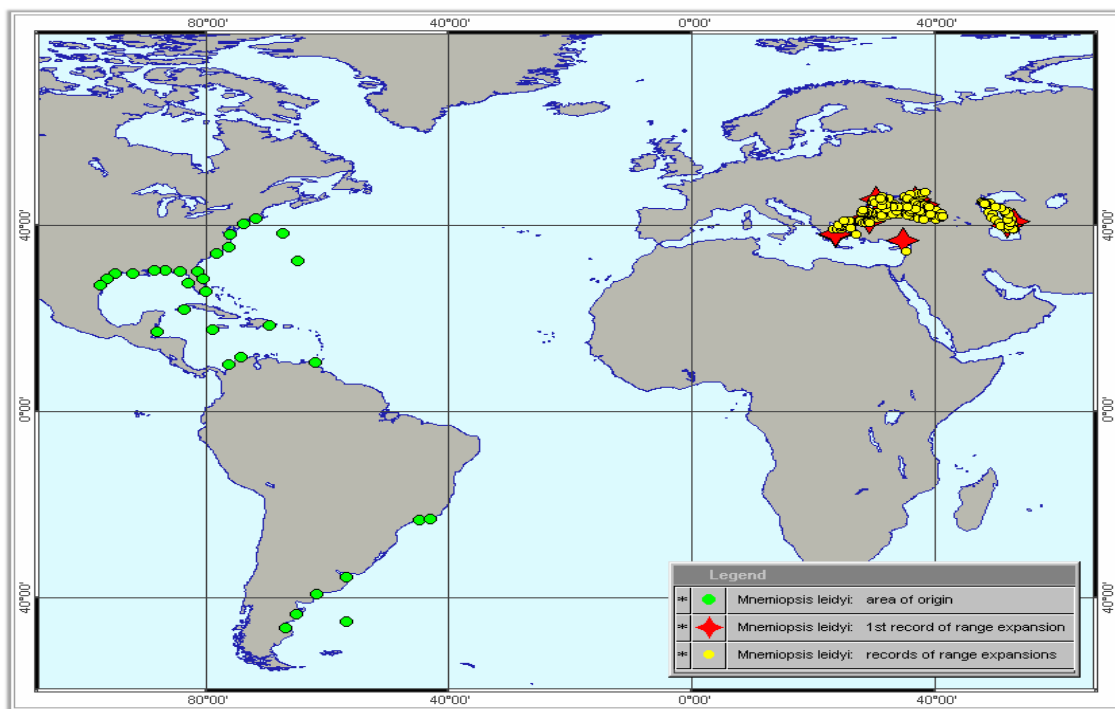 80°00' 40°00' 0°00' 40°00'
40°00' 40°00'
0°00' 0°00'
40°00' 40°00'
Legend
* Mnemiopsis leidyi: area of origin
* Mnemiopsis leidyi: 1st record of range expansion
* Mnemiopsis leidyi: records of range expansions
80°00' 40°00' 0°00' 40°00'